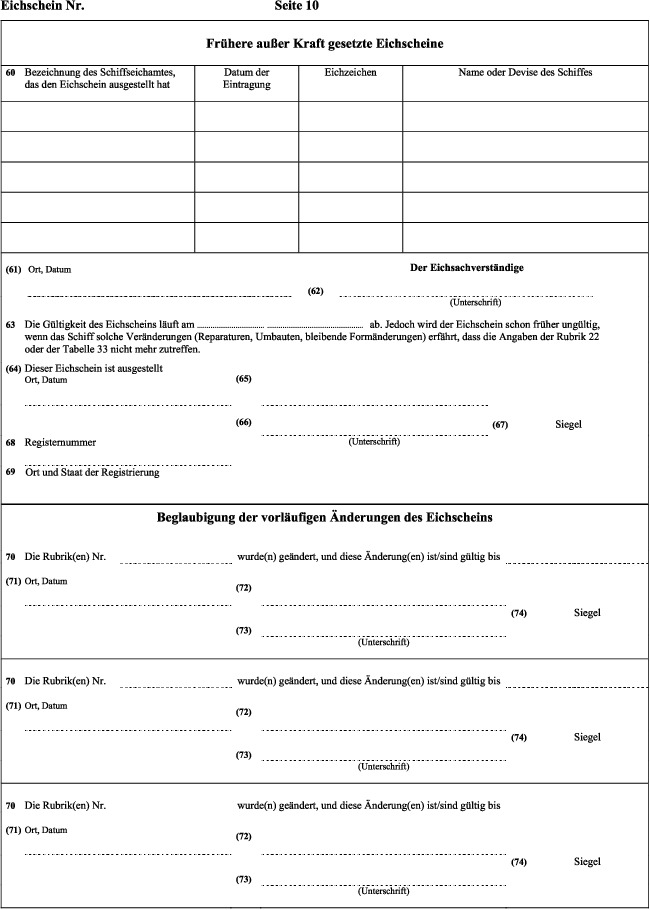 Eichschein Nr. Seite 10
Frühere außer Kraft gesetzte Eichscheine
60 Bezeichnung des Schiffseichamtes, das den Eichschein ausgestellt hat
Datum der Eintragung
Eichzeichen
Name oder Devise des Schiffes
(61) Ort, Datum
Der Eichsachverständige
(62)
(Unterschrift)
63 Die Gültigkeit des Eichscheins läuft am ........................ ................................. ab. Jedoch wird der Eichschein schon früher ungültig,
wenn das Schiff solche Veränderungen (Reparaturen, Umbauten, bleibende Formänderungen) erfährt, dass die Angaben der Rubrik 22
oder der Tabelle 33 nicht mehr zutreffen.
(64) Dieser Eichschein ist ausgestellt
Ort, Datum (65)
(66)
(67) Siegel
68 Registernummer (Unterschrift)
69 Ort und Staat der Registrierung
Beglaubigung der vorläufigen Änderungen des Eichscheins
70 Die Rubrik(en) Nr. wurde(n) geändert, und diese Änderung(en) ist/sind gültig bis
(71) Ort, Datum (72)
(74) Siegel
(73)
(Unterschrift)
70 Die Rubrik(en) Nr. wurde(n) geändert, und diese Änderung(en) ist/sind gültig bis
(71) Ort, Datum (72)
(74) Siegel
(73)
(Unterschrift)
70 Die Rubrik(en) Nr. wurde(n) geändert, und diese Änderung(en) ist/sind gültig bis
(71) Ort, Datum (72)
(74) Siegel
(73)
(Unterschrift)